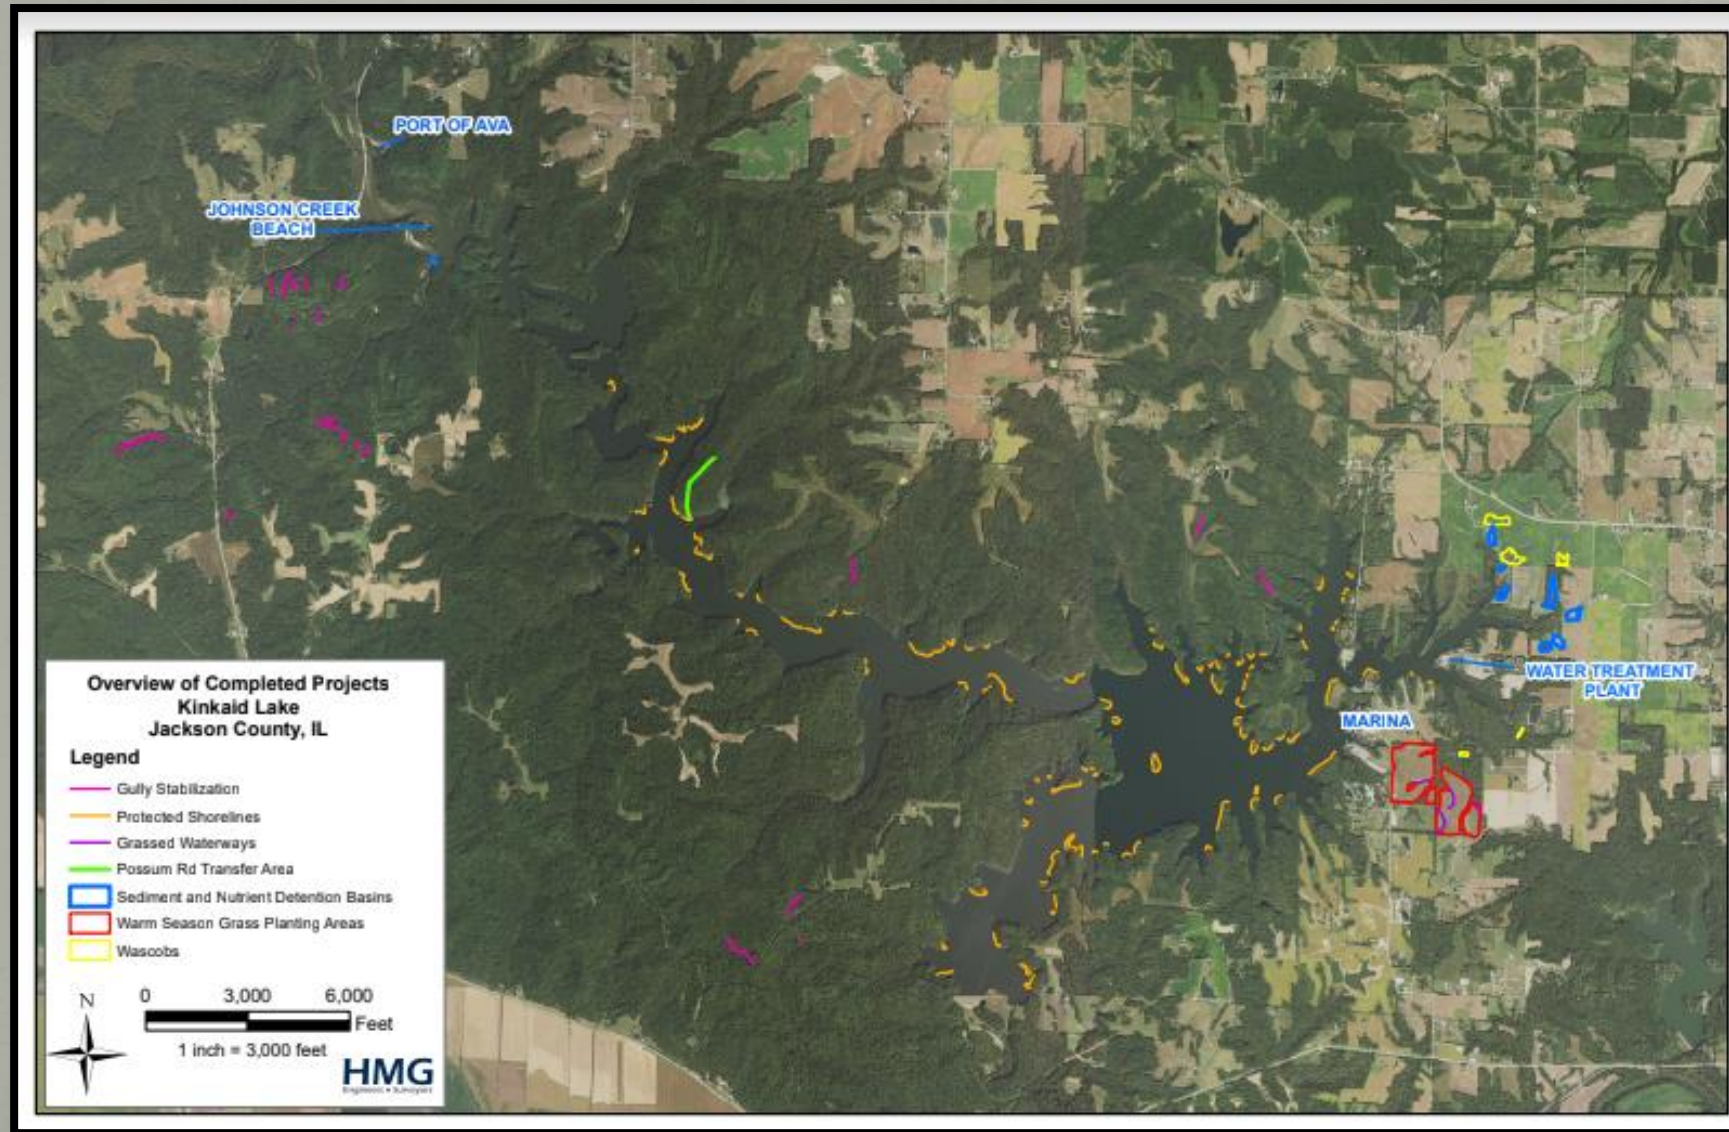 PORT OF AVA
JOHNSON CREEK
BEACH
WATER TREATMENT
PLANT
MARINA
Overview of Completed Projects
Kinkaid Lake
Jackson County, IL
Legend
Gully Stabilization
Protected Shorelines
Grassed Waterways
Possum Rd Transfer Area
Sediment and Nutrient Detention Basins
Warm Season Grass Planting Areas
Wascobs
N
0 3,000 6,000
Feet
1 inch = 3,000 feet
HMG
Engineers • Surveyors